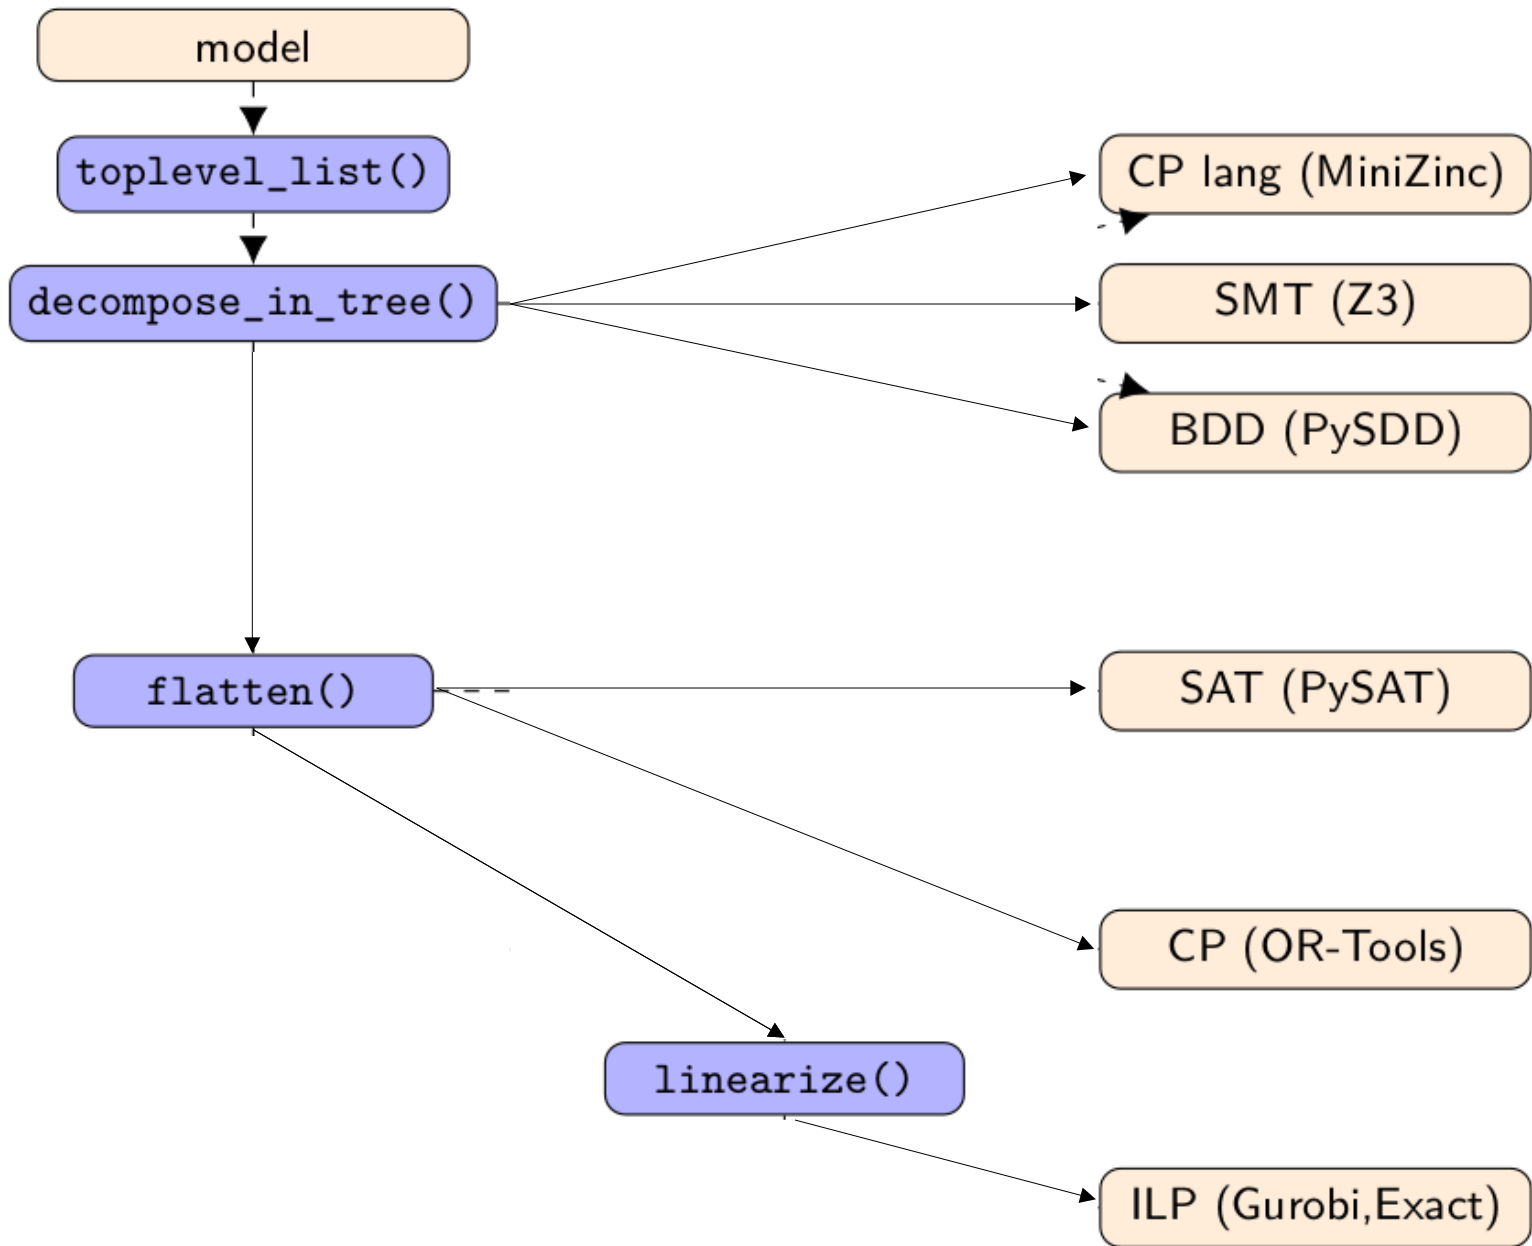 model
toplevel_list()
CP lang (MiniZinc)
decompose_in_tree()
SMT (Z3)
BDD (PySDD)
flatten()
SAT (PySAT)
CP (OR-Tools)
linearize()
ILP (Gurobi,Exact)